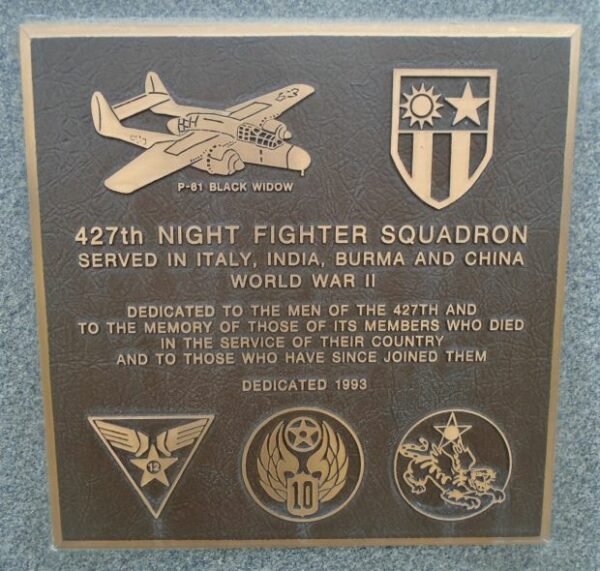 P-61 BLACK WIDOW
427th NIGHT FIGHTER SQUADRON
SERVED IN ITALY, INDIA, BURMA AND CHINA
WORLD WAR II
DEDICATED TO THE MEN OF THE 427TH AND
TO THE MEMORY OF THOSE OF ITS MEMBERS WHO DIED
IN THE SERVICE OF THEIR COUNTRY
AND TO THOSE WHO HAVE SINCE JOINED THEM
DEDICATED 1993
12
10